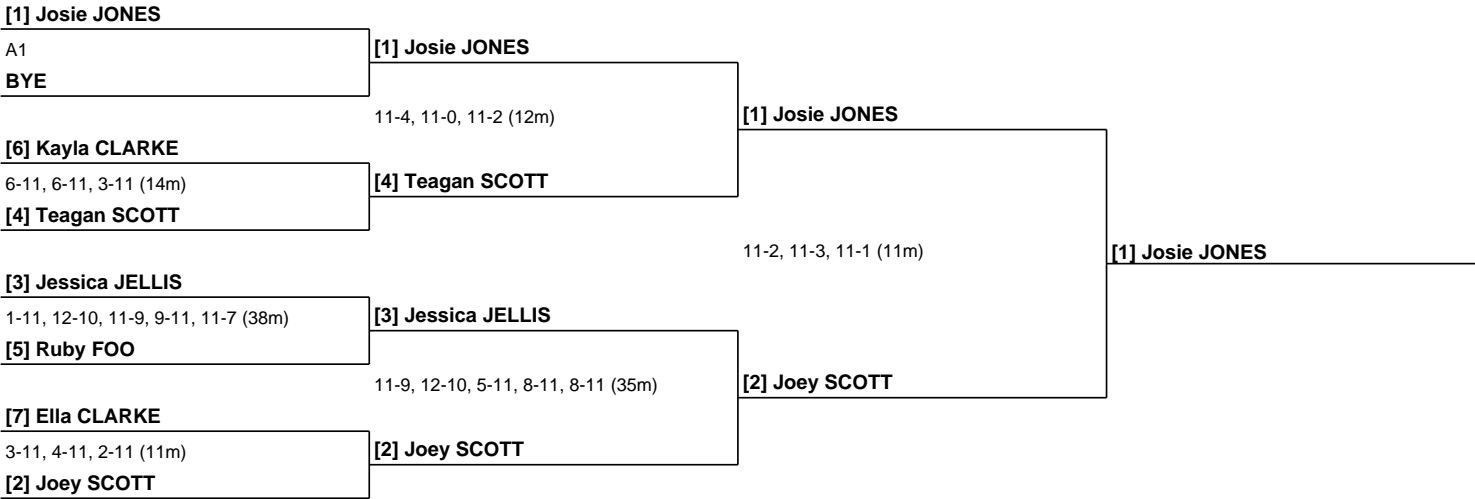 [1] Josie JONES
A1
BYE
[1] Josie JONES
11-4, 11-0, 11-2 (12m)
[6] Kayla CLARKE
6-11, 6-11, 3-11 (14m)
[4] Teagan SCOTT
[4] Teagan SCOTT
[1] Josie JONES
11-2, 11-3, 11-1 (11m)
[1] Josie JONES
[3] Jessica JELLIS
1-11, 12-10, 11-9, 9-11, 11-7 (38m)
[5] Ruby FOO
[3] Jessica JELLIS
11-9, 12-10, 5-11, 8-11, 8-11 (35m)
[7] Ella CLARKE
3-11, 4-11, 2-11 (11m)
[2] Joey SCOTT
[2] Joey SCOTT
[2] Joey SCOTT